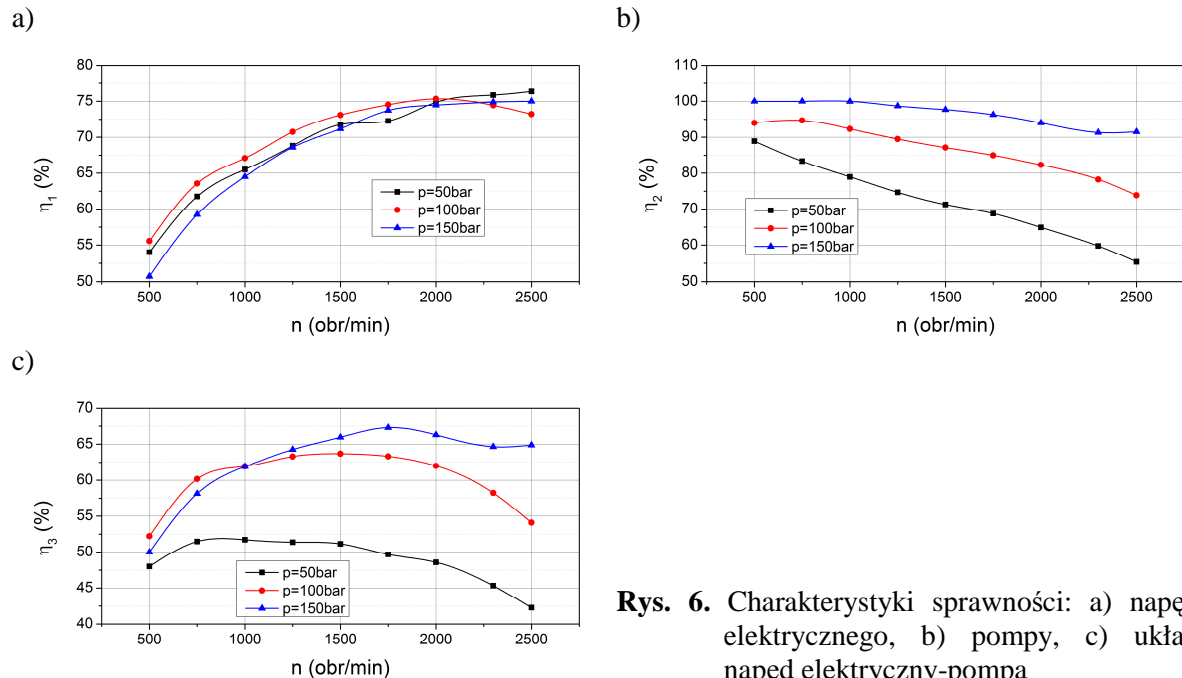 a)
80
75
70
65
60
55
50
η1 (%)
p=50bar
p=100bar
p=150bar
500 1000 1500 2000 2500
n (obr/min)
b)
110
100
90
80
70
60
50
η2 (%)
p=50bar
p=100bar
p=150bar
500 1000 1500 2000 2500
n (obr/min)
c)
70
65
60
55
50
45
40
η3 (%)
p=50bar
p=100bar
p=150bar
500 1000 1500 2000 2500
n (obr/min)
Rys. 6. Charakterystyki sprawności: a)
elektrycznego, b) pompy, c)
napęd elektryczny-pompa